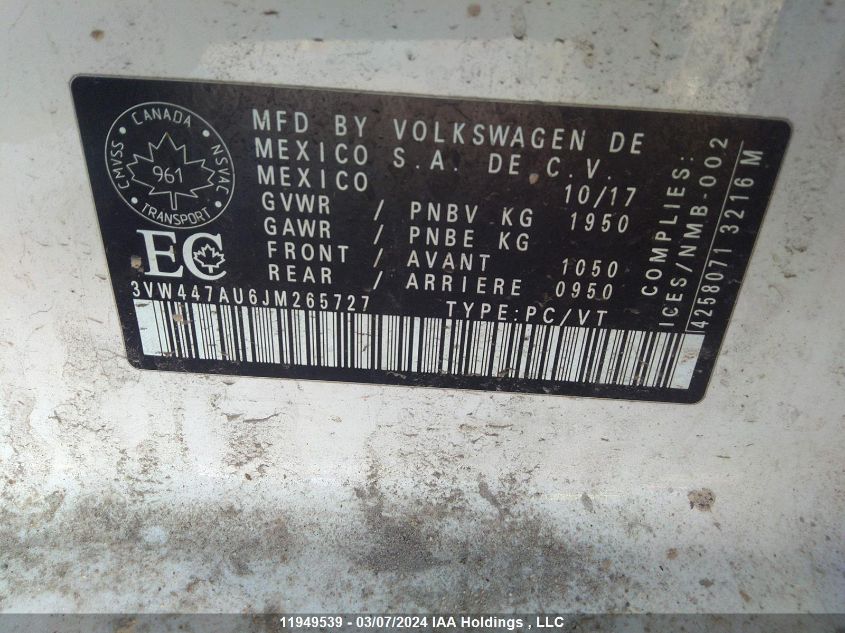 CANADA
CMVSS
NSVAC
961
TRANSPORT
EC
MFD BY VOLKSWAGEN DE
MEXICO S.A. DE C.V.
MEXICO 10/17
GVWR / PNBV KG 1950
GAWR / PNBE KG
FRONT / AVANT 1050
REAR / ARRIERE 0950
3VW447AU6JM265727 TYPE:PC/VT
COMPLIES:
ICES/NMB-002
4258071 3216 M
11949539 - 03/07/2024 IAA Holdings , LLC